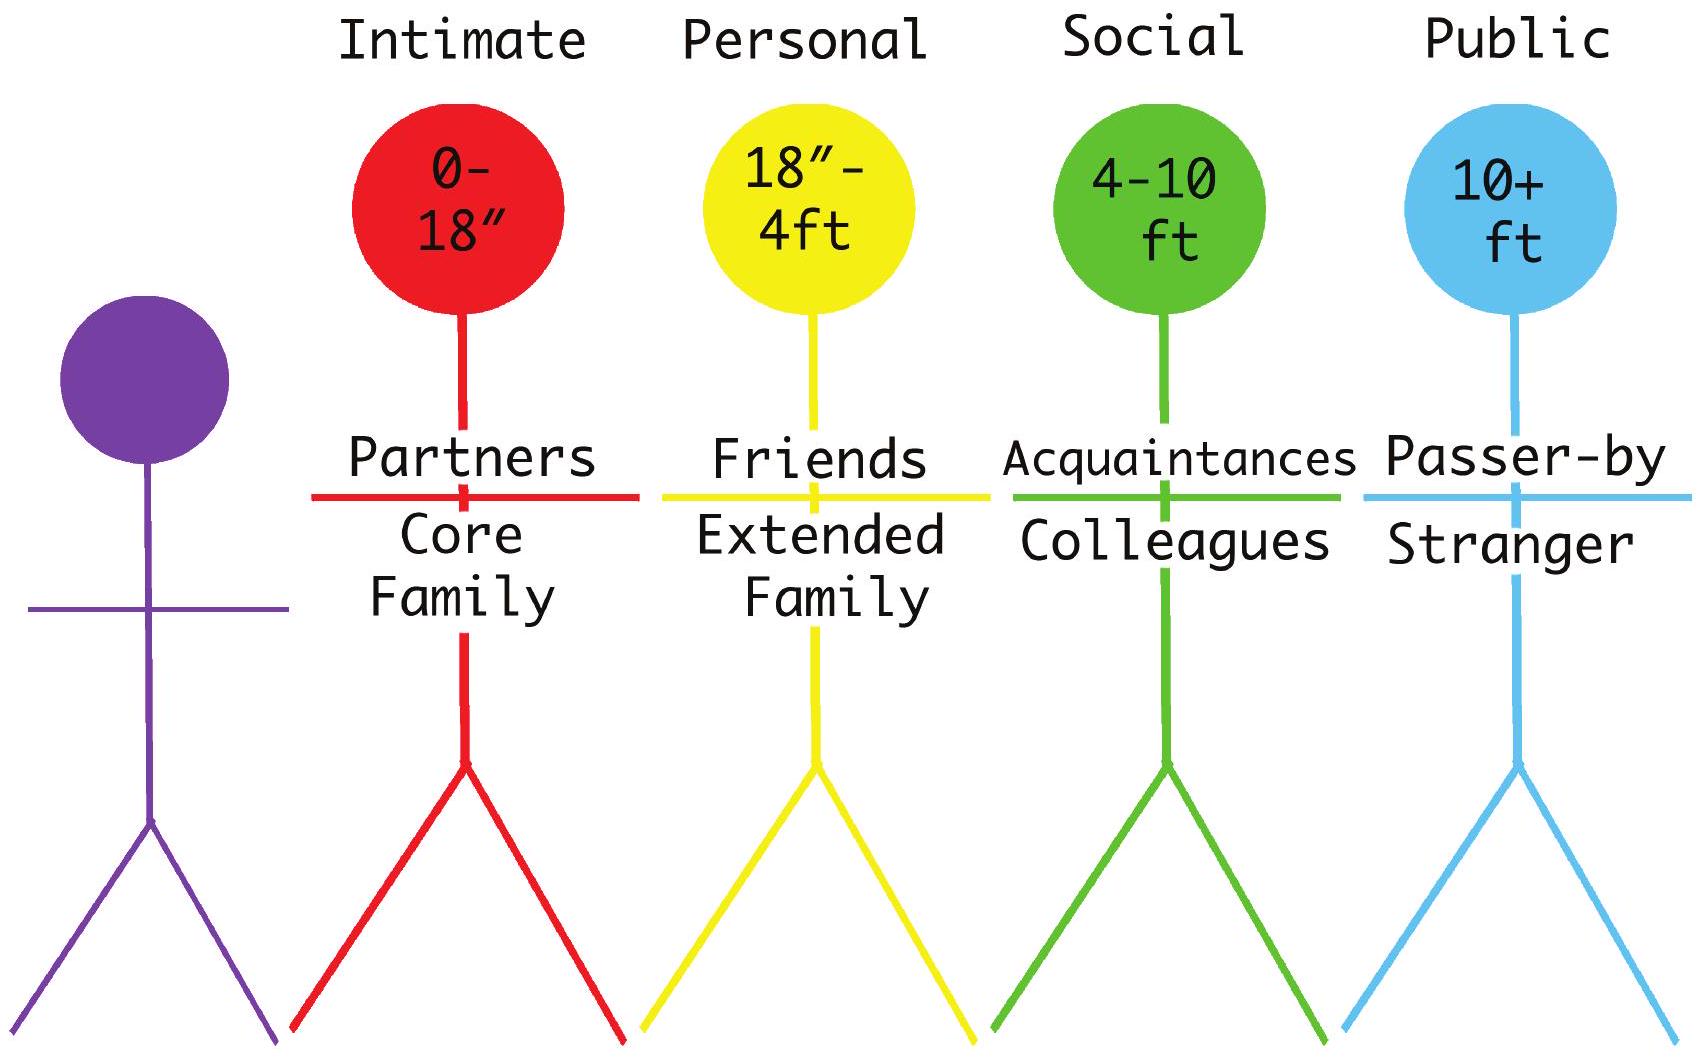 Intimate
Personal
Social
Public
0-
18"
18"-
4ft
4-10
ft
10+
ft
Partners
Core
Family
Friends
Extended
Family
Acquaintances
Colleagues
Passer-by
Stranger